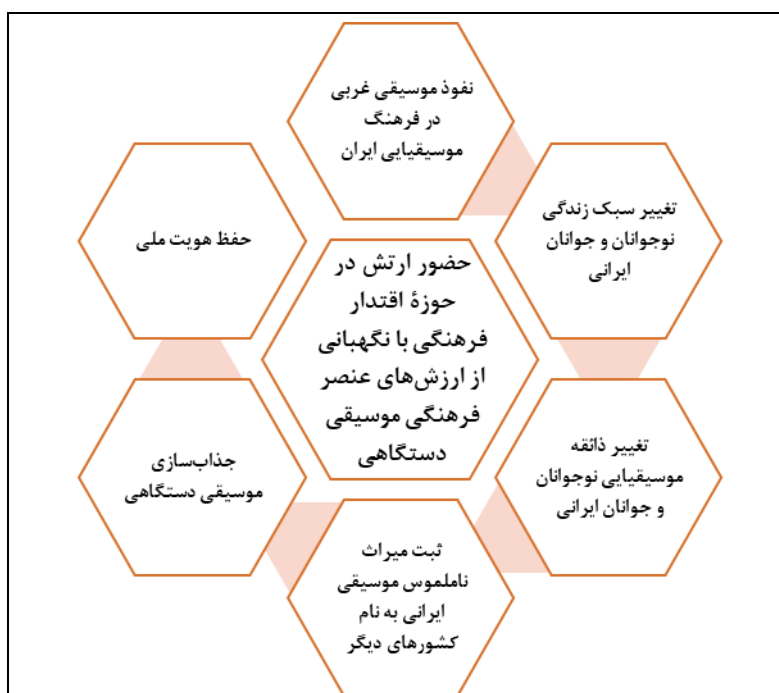 نفوذ موسیقی غربی
در فرهنگ
موسیقیایی ایران
تغییر سبک زندگی
نوجوانان و جوانان
ایرانی
تغییر ذائقه
موسیقیایی نوجوانان
و جوانان ایرانی
ثبت میراث
ناملموس موسیقی
ایرانی به نام
کشورهای دیگر
جذاب‌سازی
موسیقی دستگاهی
حفظ هویت ملی
حضور ارتش در
حوزهٔ اقتدار
فرهنگی با نگهبانی
از ارزش‌های عنصر
فرهنگی موسیقی
دستگاهی